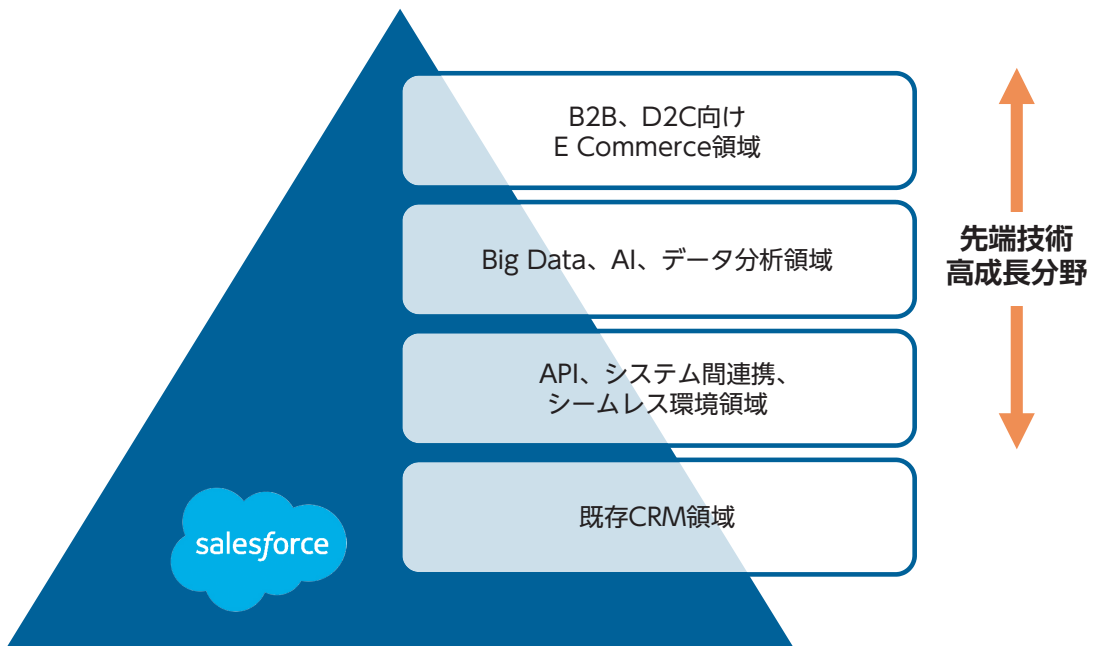 B2B、D2C向け
E Commerce領域
Big Data、AI、データ分析領域
先端技術
高成長分野
API、システム間連携、
シームレス環境領域
既存CRM領域
salesforce